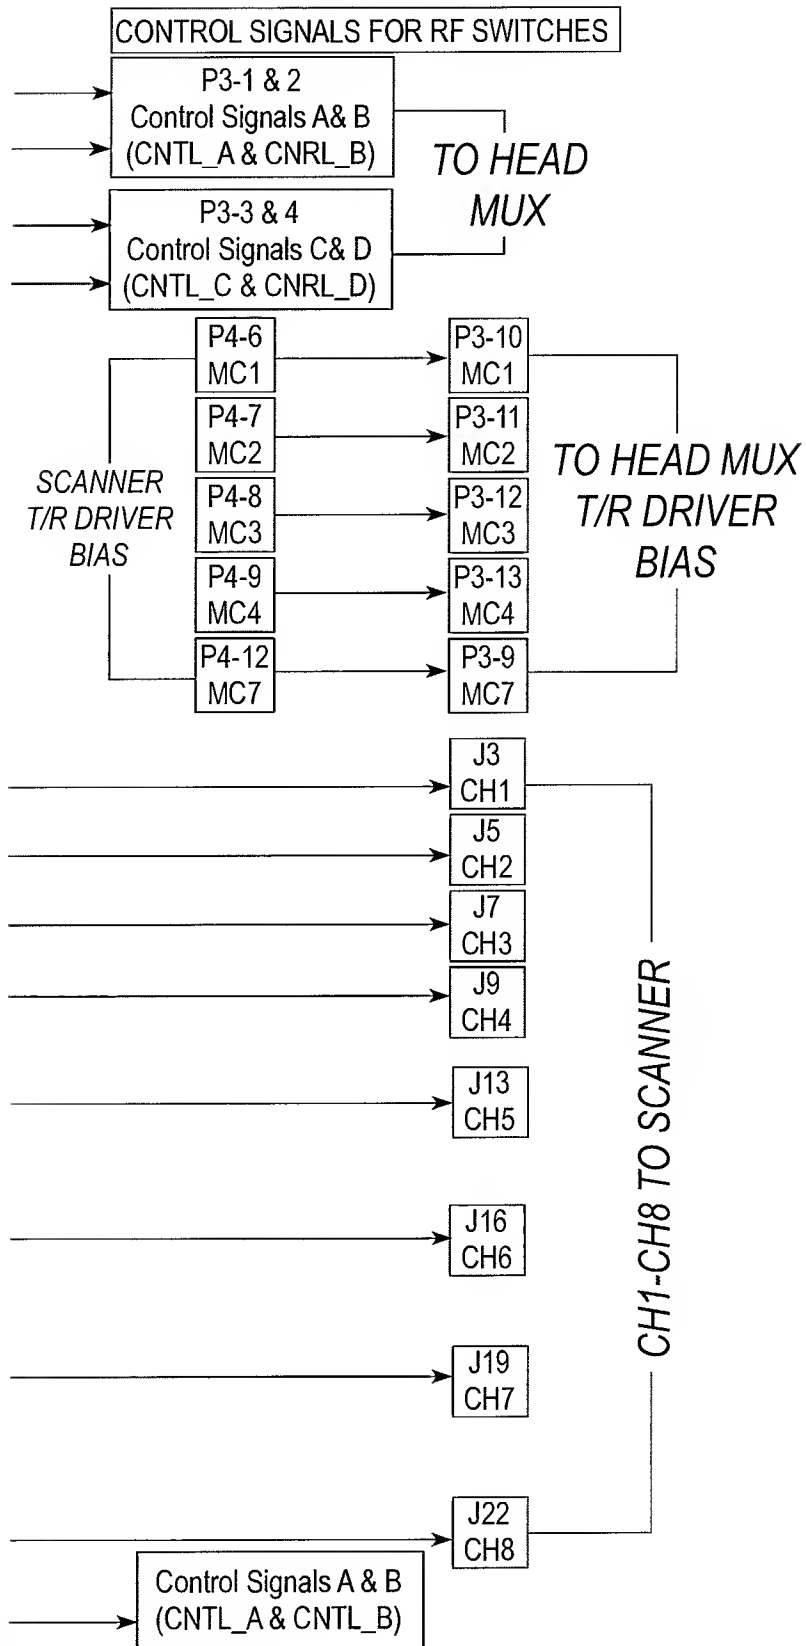 CONTROL SIGNALS FOR RF SWITCHES
P3-1 & 2
Control Signals A& B
(CNTL_A & CNRL_B)
TO HEAD
MUX
P3-3 & 4
Control Signals C& D
(CNTL_C & CNRL_D)
P4-6
MC1
P3-10
MC1
P4-7
MC2
P3-11
MC2
P4-8
MC3
P3-12
MC3
P4-9
MC4
P3-13
MC4
P4-12
MC7
P3-9
MC7
SCANNER
T/R DRIVER
BIAS
TO HEAD MUX
T/R DRIVER
BIAS
J3
CH1
J5
CH2
J7
CH3
J9
CH4
J13
CH5
J16
CH6
J19
CH7
J22
CH8
CH1-CH8 TO SCANNER
Control Signals A & B
(CNTL_A & CNTL_B)